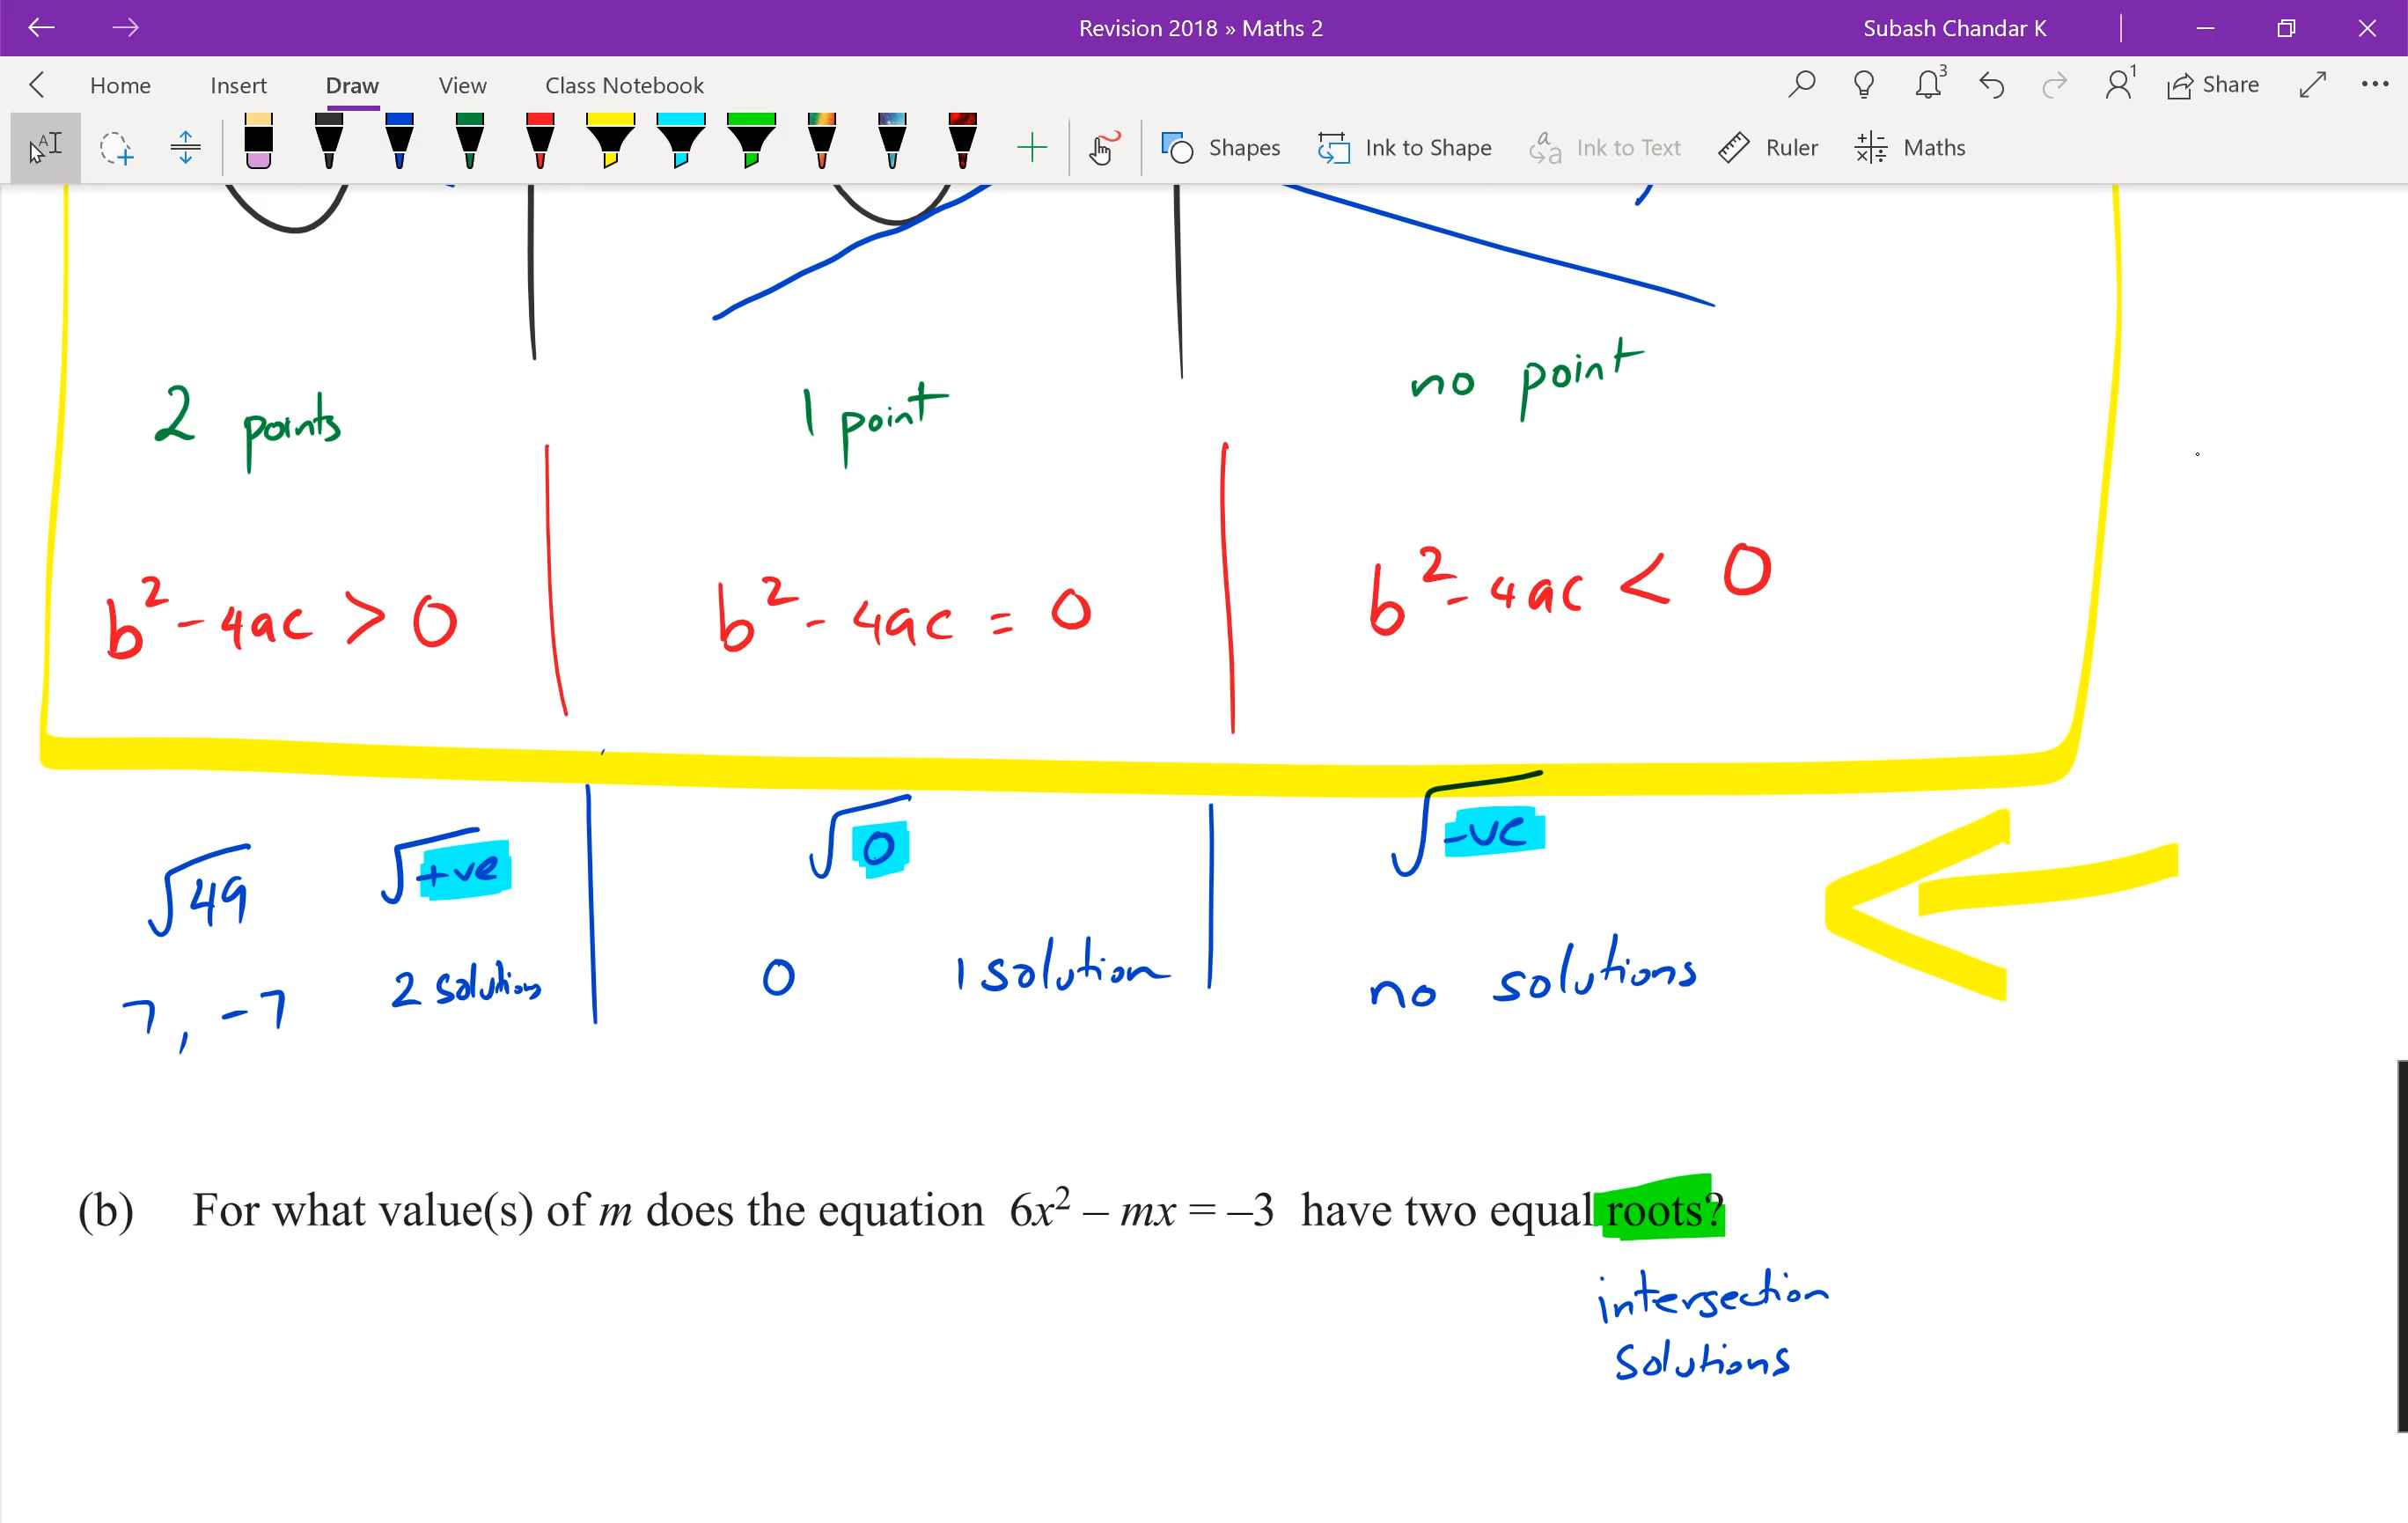 Revision 2018 » Maths 2
Subash Chandar K
Home Insert Draw View Class Notebook
3
1
Share
Shapes
Ink to Shape
Ink to Text
Ruler
Maths
2 points
1 point
no point
b² - 4ac > 0
b² - 4ac = 0
b² - 4ac < 0
√49
√+ve
√0
√-ve
7, -7
2 solutions
0
1 solution
no solutions
(b) For what value(s) of m does the equation 6x² – mx = –3 have two equal roots?
intersection
solutions